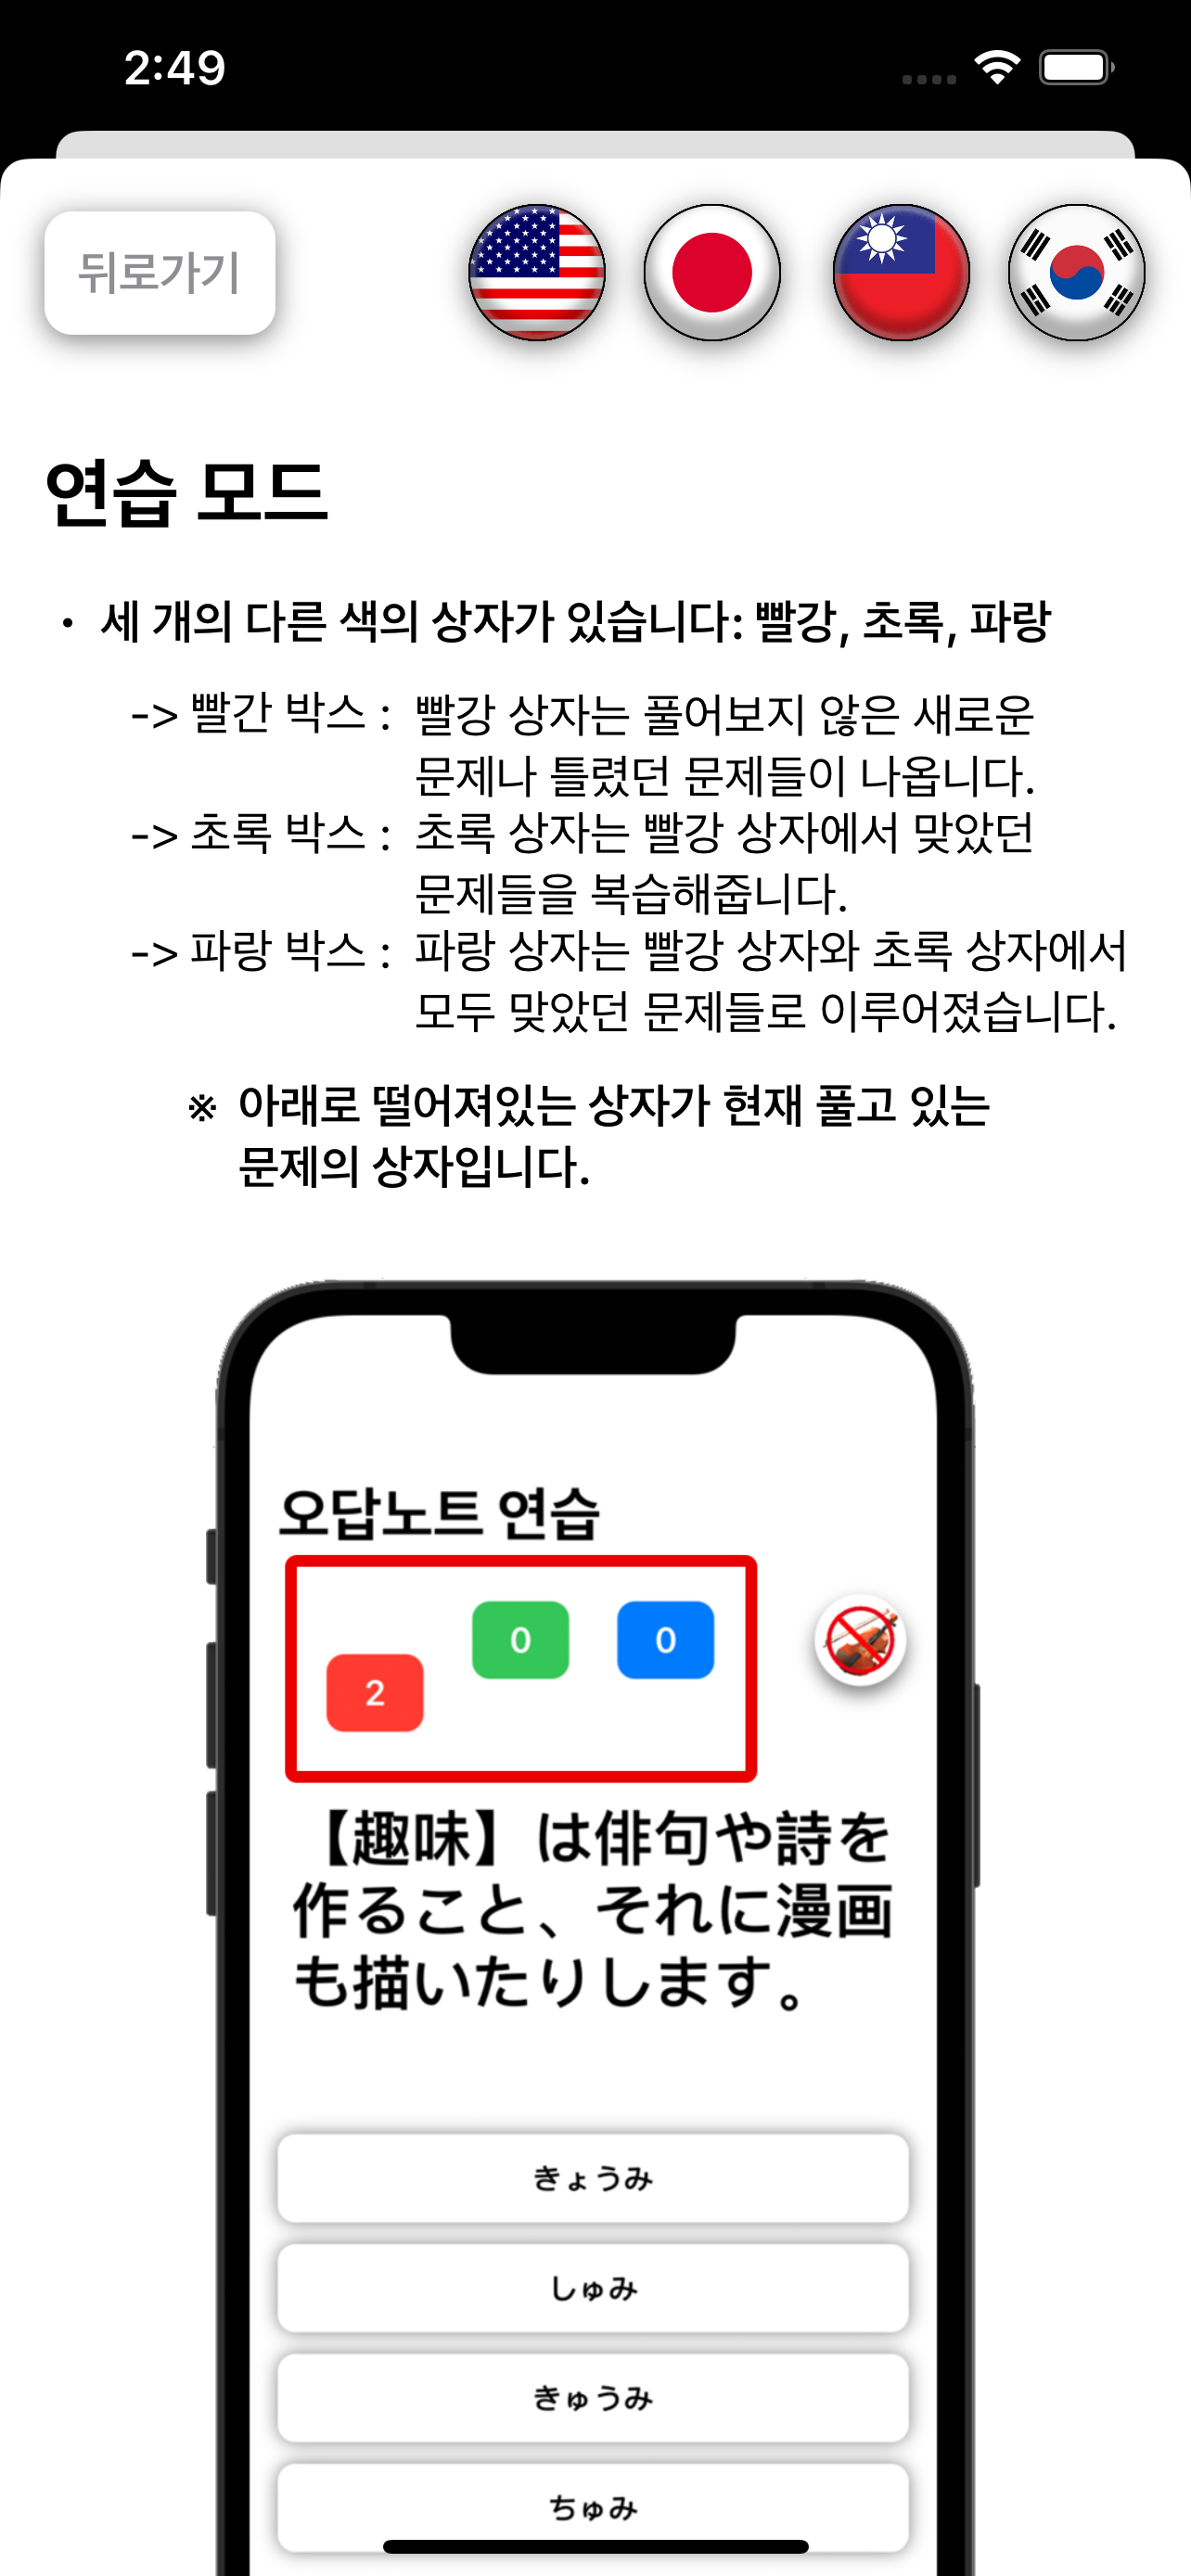 2:49
뒤로가기
연습 모드
• 세 개의 다른 색의 상자가 있습니다: 빨강, 초록, 파랑
-> 빨간 박스 : 빨강 상자는 풀어보지 않은 새로운
문제나 틀렸던 문제들이 나옵니다.
-> 초록 박스 : 초록 상자는 빨강 상자에서 맞았던
문제들을 복습해줍니다.
-> 파랑 박스 : 파랑 상자는 빨강 상자와 초록 상자에서
모두 맞았던 문제들로 이루어졌습니다.
※ 아래로 떨어져있는 상자가 현재 풀고 있는
문제의 상자입니다.
오답노트 연습
2 0 0
【趣味】は俳句や詩を
作ること、それに漫画
も描いたりします。
きょうみ
しゅみ
きゅうみ
ちゅみ